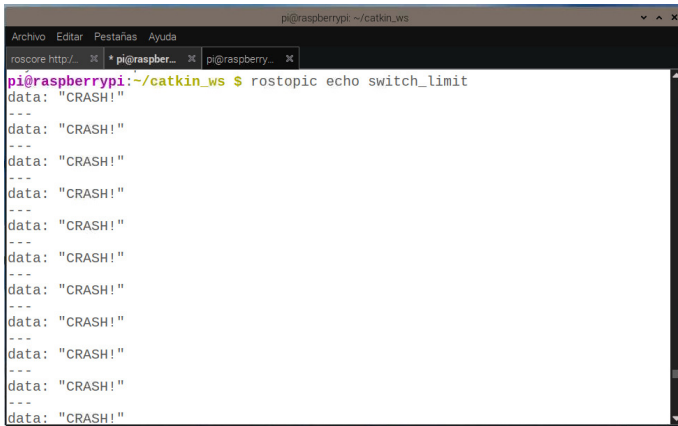 pi@raspberrypi: ~/catkin_ws
Archivo Editar Pestañas Ayuda
roscore http:/... * pi@raspber... pi@raspberry...
pi@raspberrypi:~/catkin_ws $ rostopic echo switch_limit
data: "CRASH!"
---
data: "CRASH!"
---
data: "CRASH!"
---
data: "CRASH!"
---
data: "CRASH!"
---
data: "CRASH!"
---
data: "CRASH!"
---
data: "CRASH!"
---
data: "CRASH!"
---
data: "CRASH!"
---
data: "CRASH!"